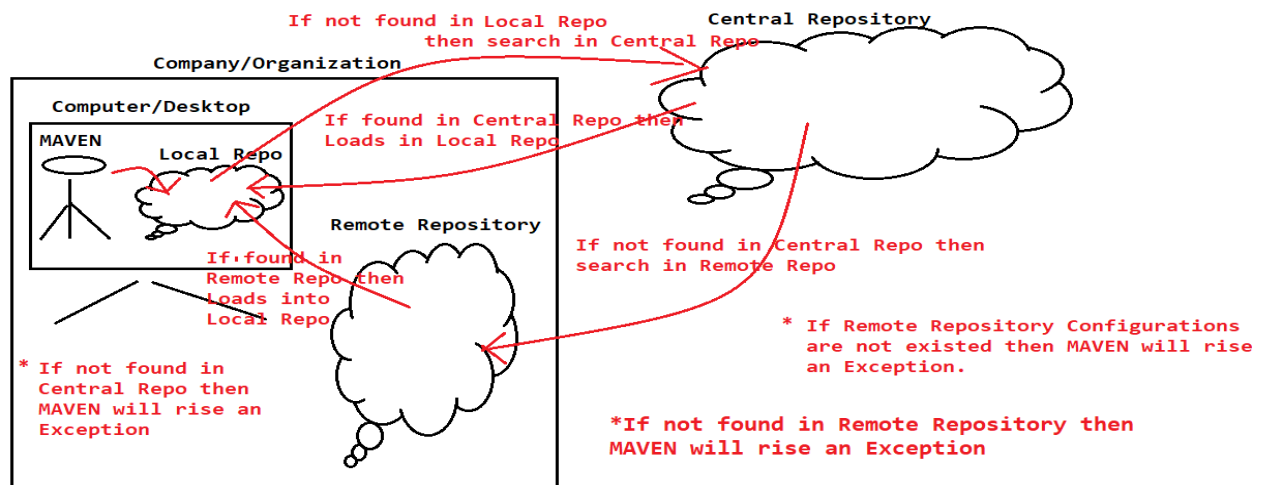 If not found in Local Repo
then search in Central Repo
Central Repository
Company/Organization
Computer/Desktop
MAVEN
Local Repo
If found in Central Repo then
Loads in Local Repo
Remote Repository
If found in
Remote Repo then
Loads into
Local Repo
If not found in Central Repo then
search in Remote Repo
* If Remote Repository Configurations
are not existed then MAVEN will rise
an Exception.
* If not found in
Central Repo then
MAVEN will rise an
Exception
*If not found in Remote Repository then
MAVEN will rise an Exception